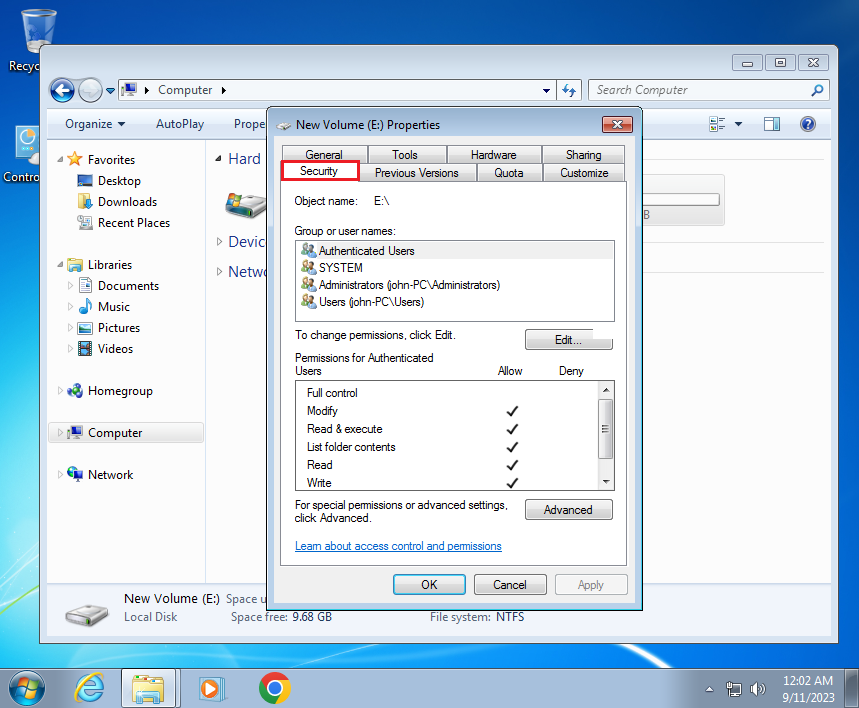 Recyc
Contro
Computer
Search Computer
Organize
AutoPlay
Prope
Favorites
Desktop
Downloads
Recent Places
Libraries
Documents
Music
Pictures
Videos
Homegroup
Computer
Network
Hard
Devic
Netwo
B
New Volume (E:) Properties
General
Tools
Hardware
Sharing
Security
Previous Versions
Quota
Customize
Object name: E:\
Group or user names:
Authenticated Users
SYSTEM
Administrators (john-PC\Administrators)
Users (john-PC\Users)
To change permissions, click Edit.
Edit...
Permissions for Authenticated
Users
Allow
Deny
Full control
Modify
Read & execute
List folder contents
Read
Write
For special permissions or advanced settings,
click Advanced.
Advanced
Learn about access control and permissions
OK
Cancel
Apply
New Volume (E:) Space u
Local Disk
Space free: 9.68 GB
File system: NTFS
12:02 AM
9/11/2023